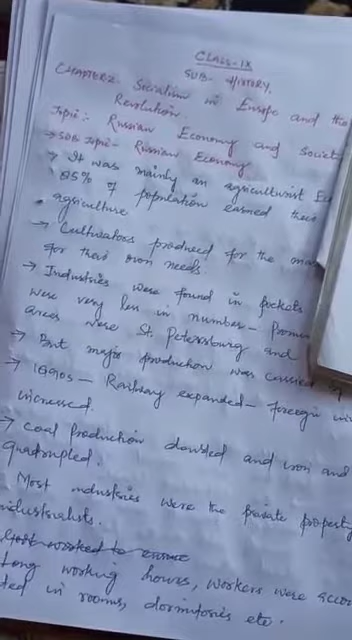 CLASS-IX
SUB- HISTORY.
CHAPTER2- Socialism in Europe and the
Revolution.
Topic:- Russian Economy and Society
→ SUB Topic- Russian Economy
→ It was mainly an agriculturist
85% of population earned their
agriculture.
→ Cultivators produced for the
for their own needs.
→ Industries were found in pockets
were very less in number -
areas were St. Petersburg and
→ But major production was carried
→ 1890s - Railway expanded - foreign
increased.
→ coal production doubled and iron and
quadrupled.
Most industries were the private property
industrialists.
worked to
Long working hours, workers were
in rooms, dormitories etc.